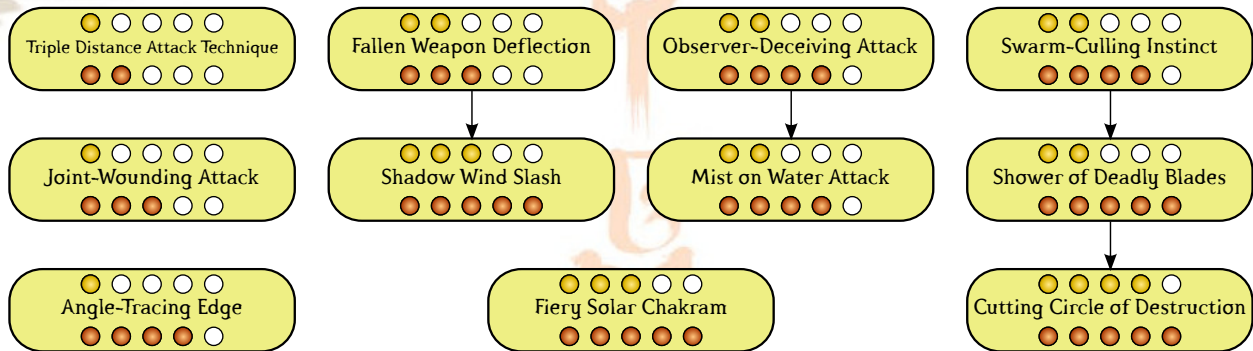 Triple Distance Attack Technique
Fallen Weapon Deflection
Observer-Deceiving Attack
Swarm-Culling Instinct
Joint-Wounding Attack
Shadow Wind Slash
Mist on Water Attack
Shower of Deadly Blades
Angle-Tracing Edge
Fiery Solar Chakram
Cutting Circle of Destruction